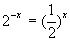 2⁻ˣ = (1/2)ˣ